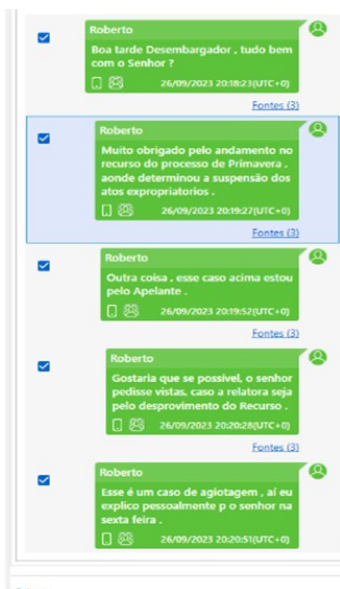 Roberto
Boa tarde Desembargador , tudo bem
com o Senhor ?
26/09/2023 20:18:23(UTC+0)
Fontes (3)
Roberto
Muito obrigado pelo andamento no
recurso do processo de Primavera ,
aonde determinou a suspensão dos
atos expropriatorios .
26/09/2023 20:19:27(UTC+0)
Fontes (3)
Roberto
Outra coisa , esse caso acima estou
pelo Apelante .
26/09/2023 20:19:52(UTC+0)
Fontes (3)
Roberto
Gostaria que se possivel, o senhor
pedisse vistas, caso a relatora seja
pelo desprovimento do Recurso .
26/09/2023 20:20:28(UTC+0)
Fontes (3)
Roberto
Esse é um caso de agiotagem , aí eu
explico pessoalmente p o senhor na
sexta feira .
26/09/2023 20:20:51(UTC+0)